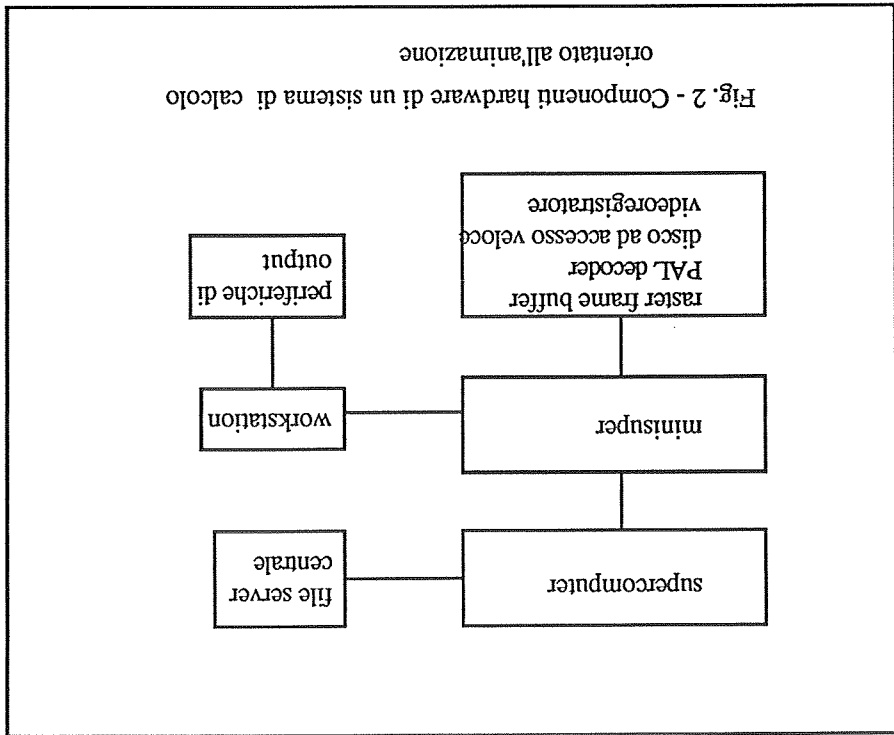 supercomputer
file server
centrale
minisuper
workstation
raster frame buffer
PAL decoder
disco ad accesso veloce
videoregistratore
periferiche di
output
Fig. 2 - Componenti hardware di un sistema di calcolo
orientato all'animazione